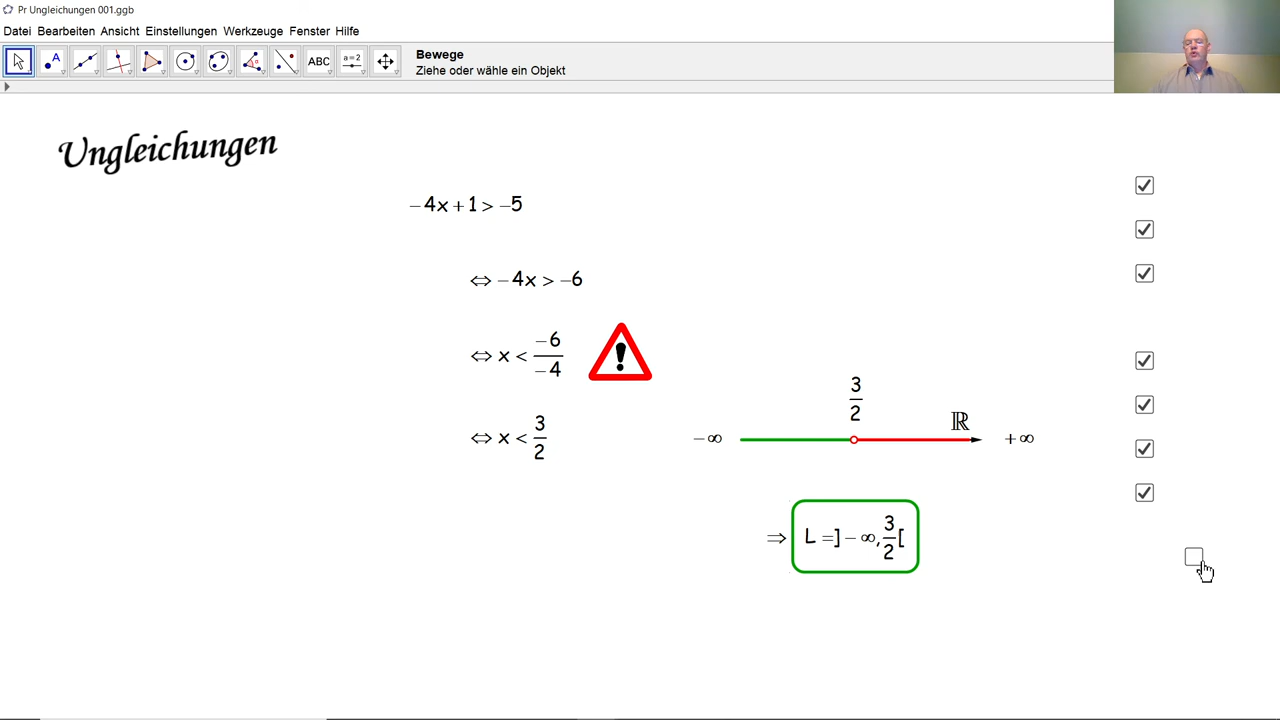 Pr Ungleichungen 001.ggb
Datei Bearbeiten Ansicht Einstellungen Werkzeuge Fenster Hilfe
A ABC a=2
Bewege
Ziehe oder wähle ein Objekt
Ungleichungen
−4x+1 > −5
⇔ −4x > −6
⇔ x < −6/−4
!
⇔ x < 3/2
3/2
ℝ
−∞ +∞
⇒ L =]−∞,3/2[